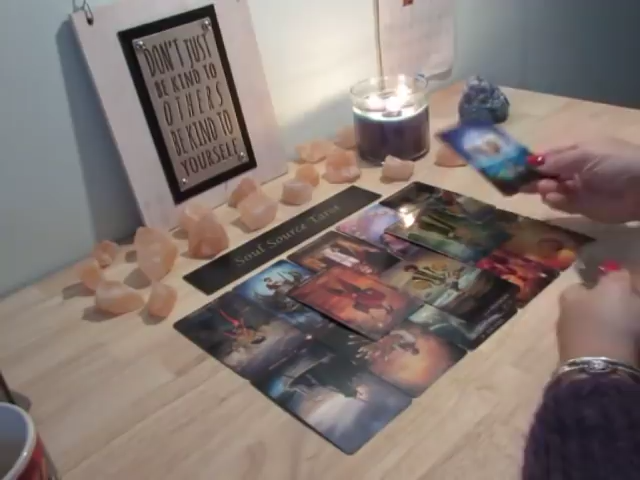 DON'T JUST
BE KIND TO
OTHERS
BE KIND TO
YOURSELF
Soul Source Tarot